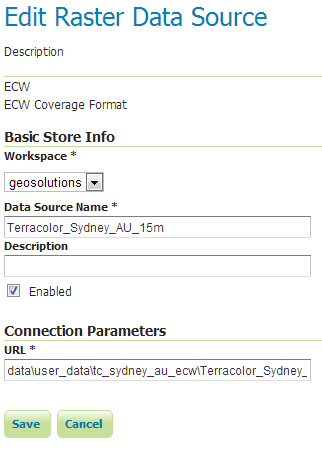 Edit Raster Data Source
Description
ECW
ECW Coverage Format
Basic Store Info
Workspace *
geosolutions
Data Source Name *
Terracolor_Sydney_AU_15m
Description
Enabled
Connection Parameters
URL *
data\user_data\tc_sydney_au_ecw\Terracolor_Sydney_
Save Cancel